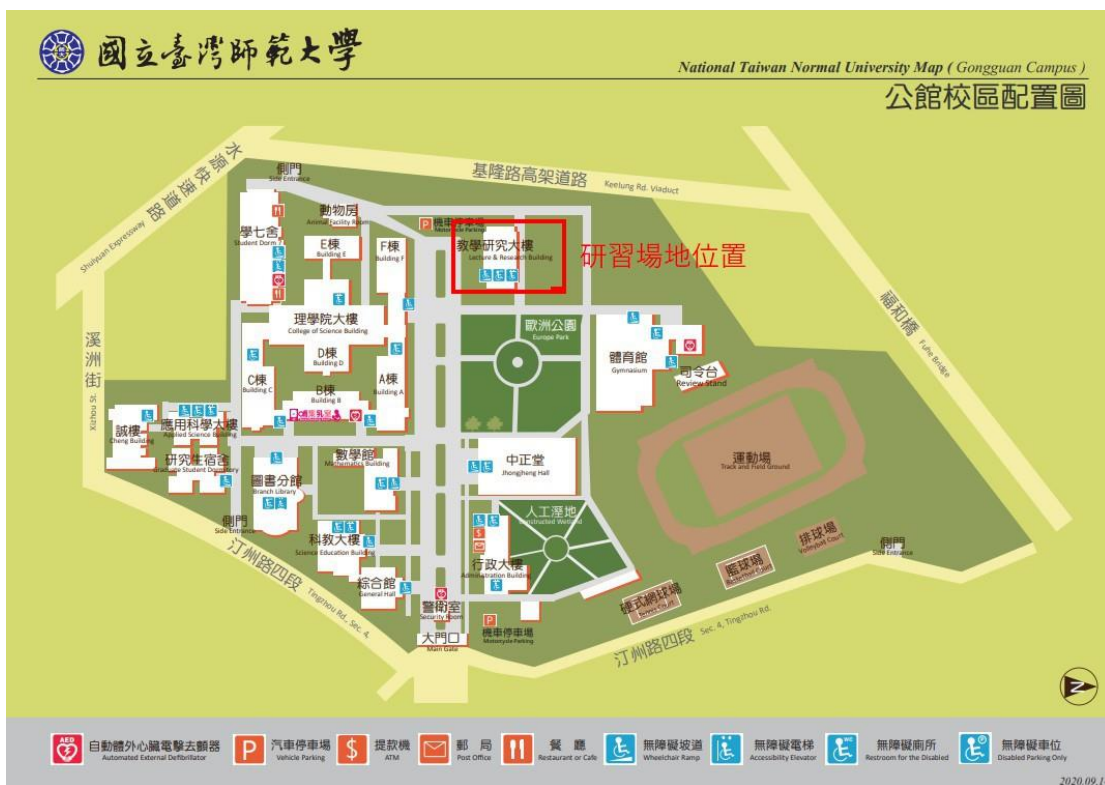 國立臺灣師範大學
National Taiwan Normal University Map ( Gongguan Campus )
公館校區配置圖
水源快速道路
Shuiyuan Expressway
基隆路高架道路
Keelung Rd. Viaduct
側門
Side Entrance
動物房
Animal Facility Room
機車停車場
Motorcycle Parking
學七舍
Student Dorm 7
E棟
Building E
F棟
Building F
教學研究大樓
Lecture & Research Building
研習場地位置
福和橋
Fuhe Bridge
理學院大樓
College of Science Building
歐洲公園
Europe Park
體育館
Gymnasium
司令台
Review Stand
溪洲街
Xizhou St.
D棟
Building D
C棟
Building C
B棟
Building B
A棟
Building A
誠樓
Cheng Building
應用科學大樓
Applied Science Building
研究生宿舍
Graduate Student Dormitory
數學館
Mathematics Building
圖書分館
Branch Library
中正堂
Jhongjheng Hall
運動場
Track and Field Ground
人工溼地
Constructed Wetland
側門
Side Entrance
科教大樓
Science Education Building
行政大樓
Administration Building
排球場
Volleyball Court
籃球場
Basketball Court
側門
Side Entrance
綜合館
General Hall
硬式網球場
Tennis Court
警衛室
Security Room
機車停車場
Motorcycle Parking
大門口
Main Gate
汀州路四段
Tingzhou Rd., Sec. 4,
汀州路四段
Sec. 4, Tingzhou Rd.
N
AED
自動體外心臟電擊去顫器
Automated External Defibrillator
P
汽車停車場
Vehicle Parking
$
提款機
ATM
郵局
Post Office
餐廳
Restaurant or Cafe
無障礙坡道
Wheelchair Ramp
無障礙電梯
Accessibility Elevator
無障礙廁所
Restroom for the Disabled
無障礙車位
Disabled Parking Only